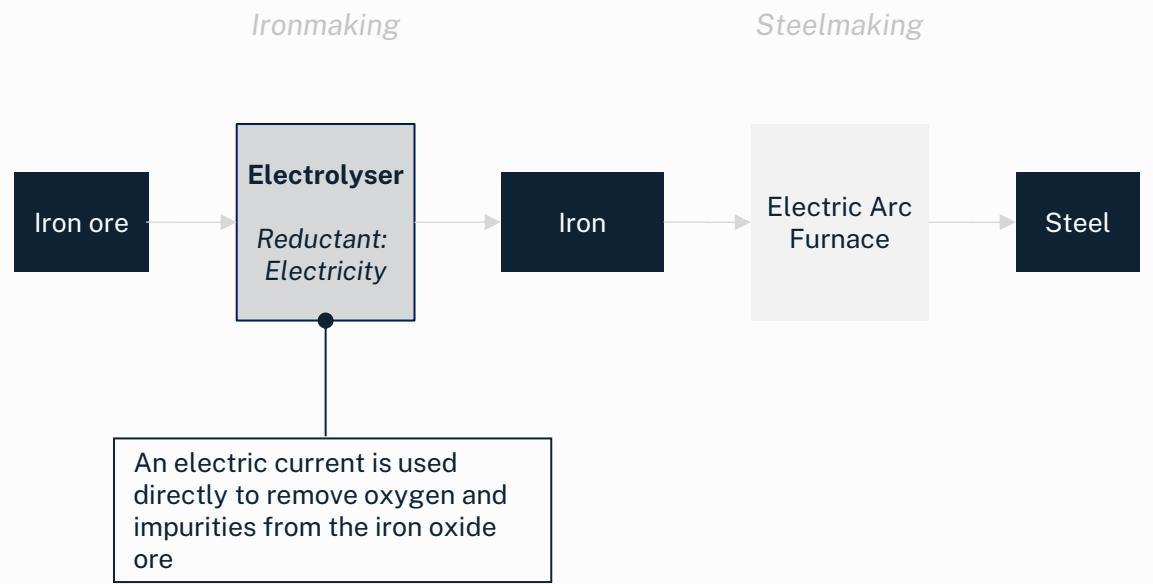 Ironmaking
Steelmaking
Iron ore
Electrolyser
Reductant:
Electricity
Iron
Electric Arc
Furnace
Steel
An electric current is used
directly to remove oxygen and
impurities from the iron oxide
ore